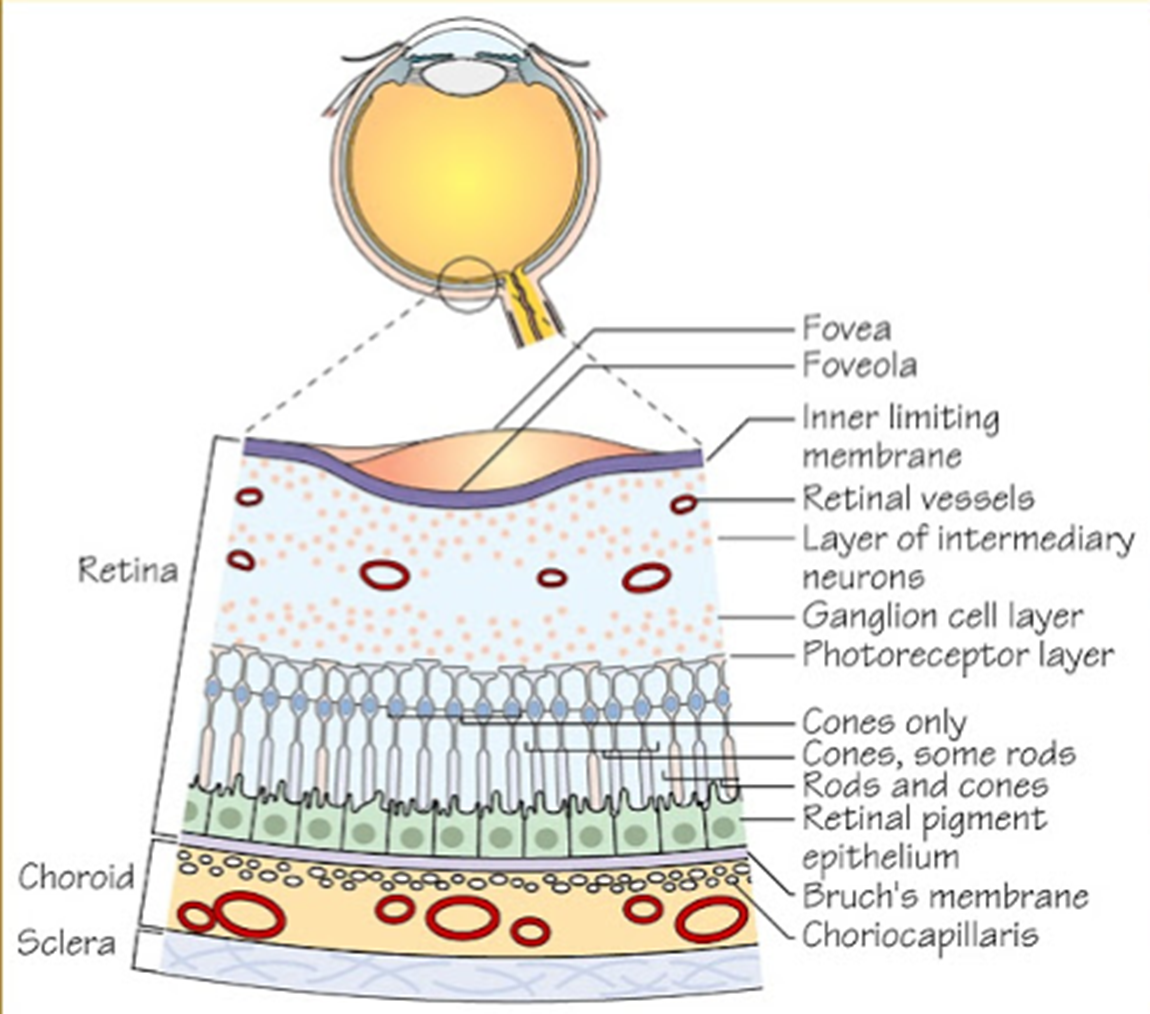 Fovea
Foveola
Inner limiting
membrane
Retinal vessels
Layer of intermediary
neurons
Retina
Ganglion cell layer
Photoreceptor layer
Cones only
Cones, some rods
Rods and cones
Retinal pigment
epithelium
Choroid
Bruch's membrane
Choriocapillaris
Sclera